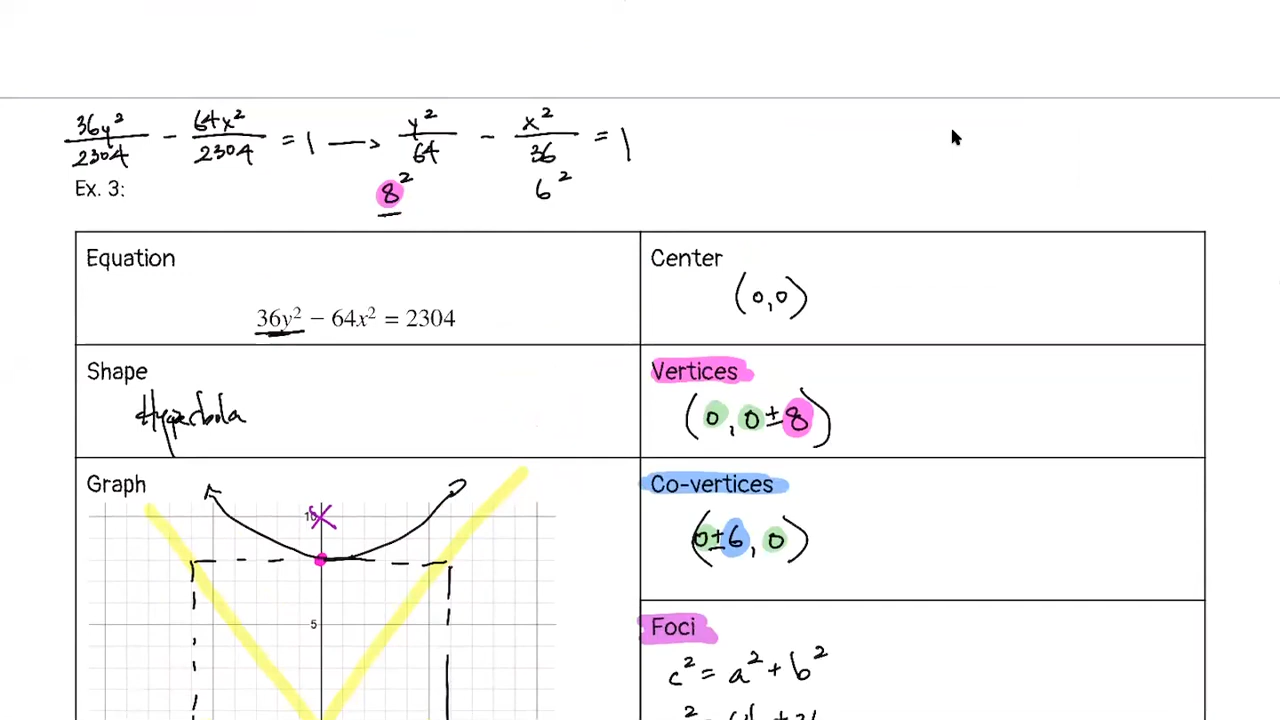 36y²/2304 − 64x²/2304 = 1 → y²/64 − x²/36 = 1
Ex. 3:
8² 6²
Equation
36y² − 64x² = 2304
Center
(0,0)
Shape
Hyperbola
Vertices
(0, 0±8)
Graph
10
5
Co-vertices
(0±6, 0)
Foci
c² = a² + b²